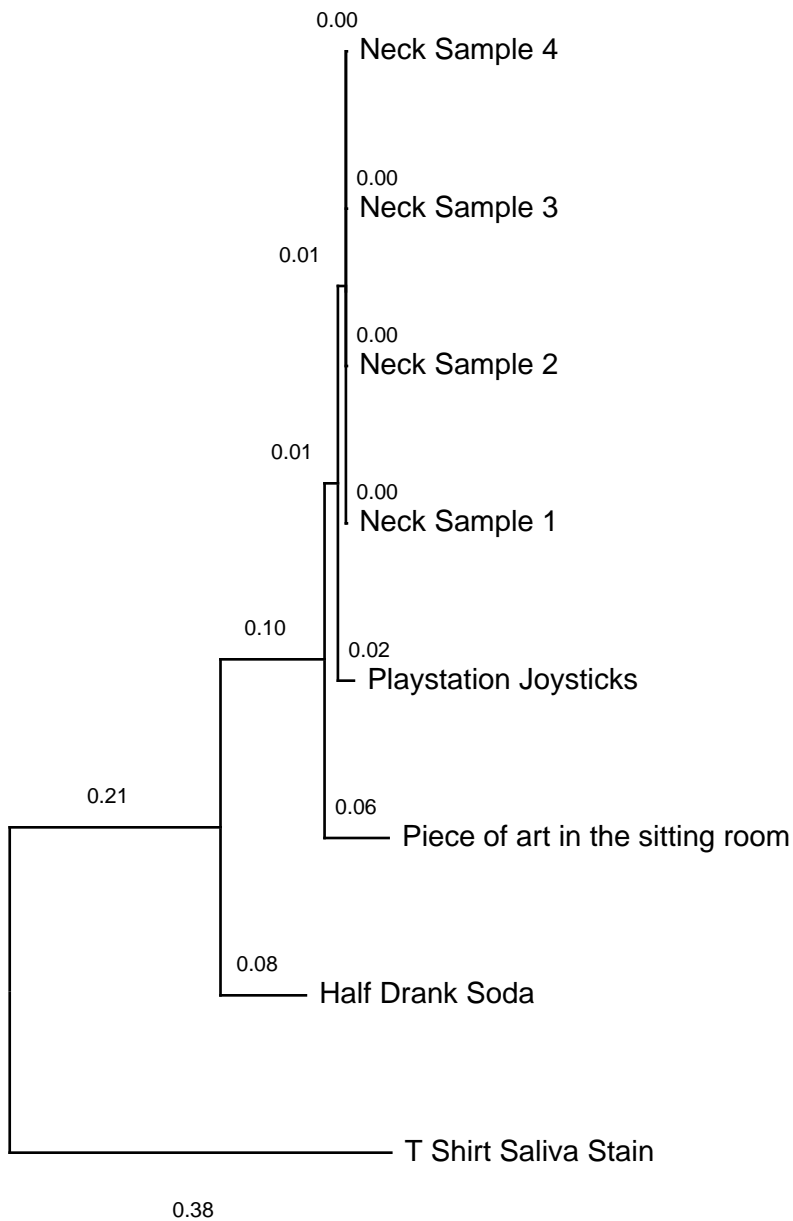 0.00
Neck Sample 4
0.00
Neck Sample 3
0.01
0.00
Neck Sample 2
0.01
0.00
Neck Sample 1
0.10
0.02
Playstation Joysticks
0.21
0.06
Piece of art in the sitting room
0.08
Half Drank Soda
T Shirt Saliva Stain
0.38